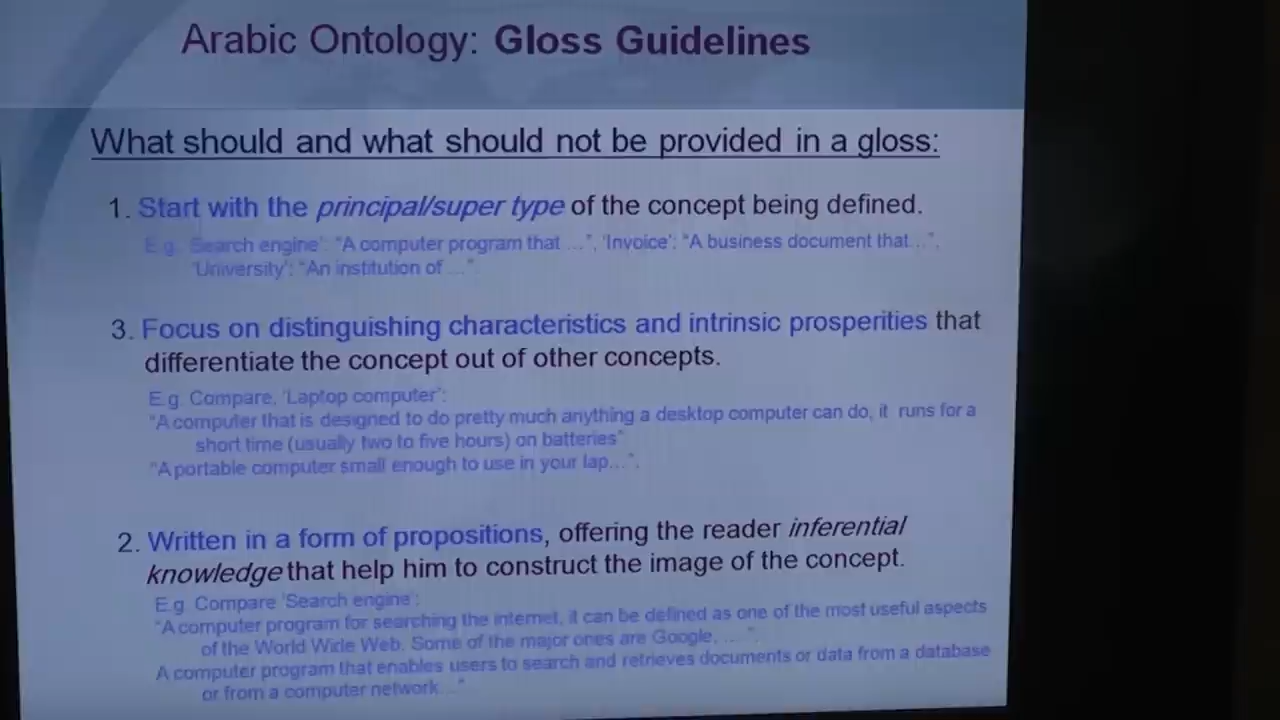 Arabic Ontology: Gloss Guidelines
What should and what should not be provided in a gloss:
1. Start with the principal/super type of the concept being defined.
E.g. 'Search engine': "A computer program that …", 'Invoice': "A business document that…",
'University': "An institution of …".
3. Focus on distinguishing characteristics and intrinsic prosperities that
differentiate the concept out of other concepts.
E.g. Compare, 'Laptop computer':
"A computer that is designed to do pretty much anything a desktop computer can do, it runs for a
short time (usually two to five hours) on batteries".
"A portable computer small enough to use in your lap…".
2. Written in a form of propositions, offering the reader inferential
knowledge that help him to construct the image of the concept.
E.g. Compare 'Search engine':
"A computer program for searching the internet, it can be defined as one of the most useful aspects
of the World Wide Web. Some of the major ones are Google, ….";
A computer program that enables users to search and retrieves documents or data from a database
or from a computer network…"